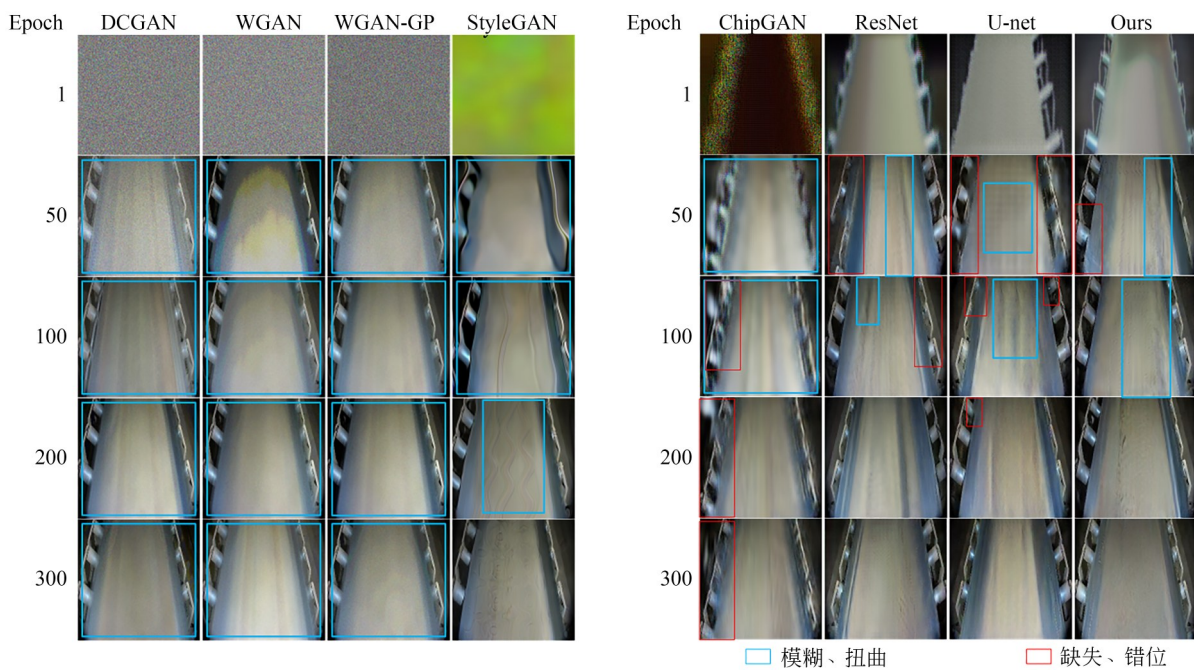 Epoch DCGAN WGAN WGAN-GP StyleGAN Epoch ChipGAN ResNet U-net Ours
1 1
50 50
100 100
200 200
300 300
模糊、扭曲 缺失、错位